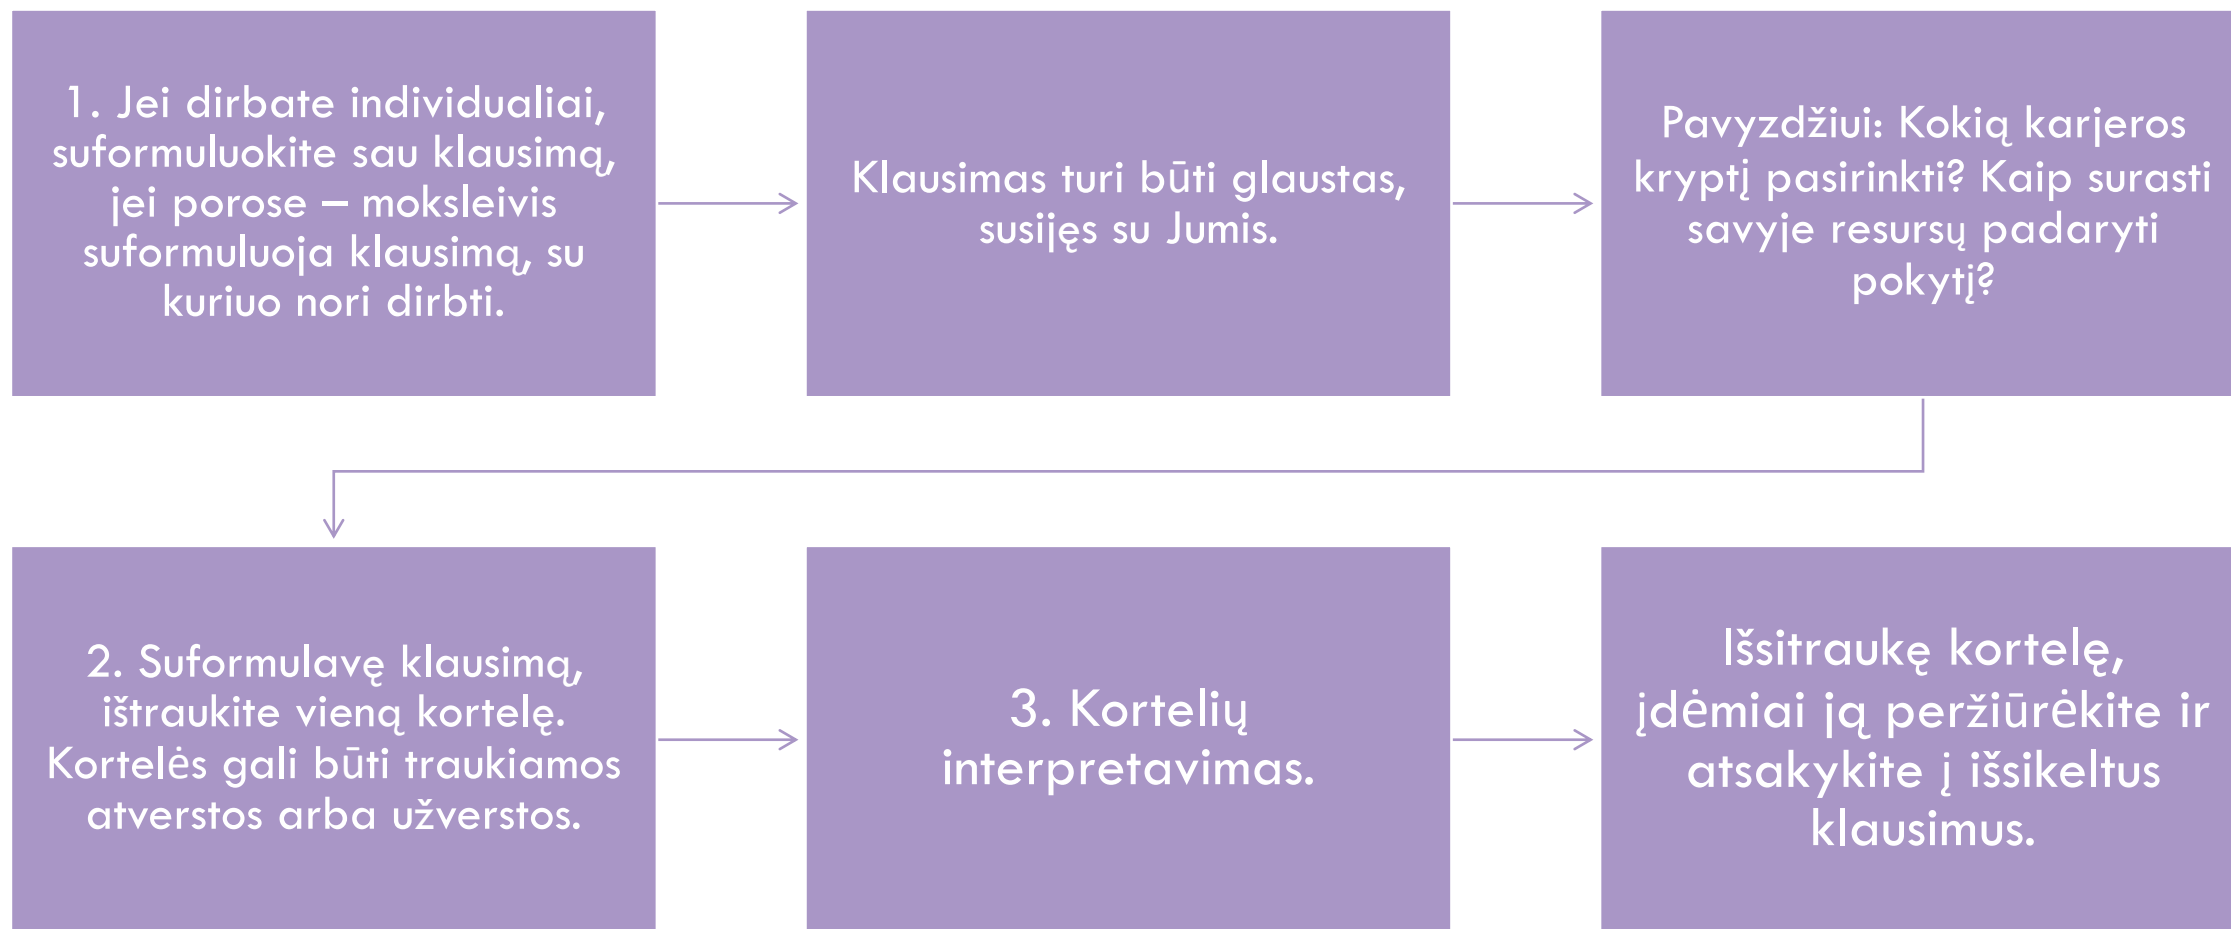 1. Jei dirbate individualiai,
suformuluokite sau klausimą,
jei porose – moksleivis
suformuluoja klausimą, su
kuriuo nori dirbti.
Klausimas turi būti glaustas,
susijęs su Jumis.
Pavyzdžiui: Kokią karjeros
kryptį pasirinkti? Kaip surasti
savyje resursų padaryti
pokytį?
2. Suformulavę klausimą,
ištraukite vieną kortelę.
Kortelės gali būti traukiamos
atverstos arba užverstos.
3. Kortelių
interpretavimas.
Išsitraukę kortelę,
įdėmiai ją peržiūrėkite ir
atsakykite į išsikeltus
klausimus.